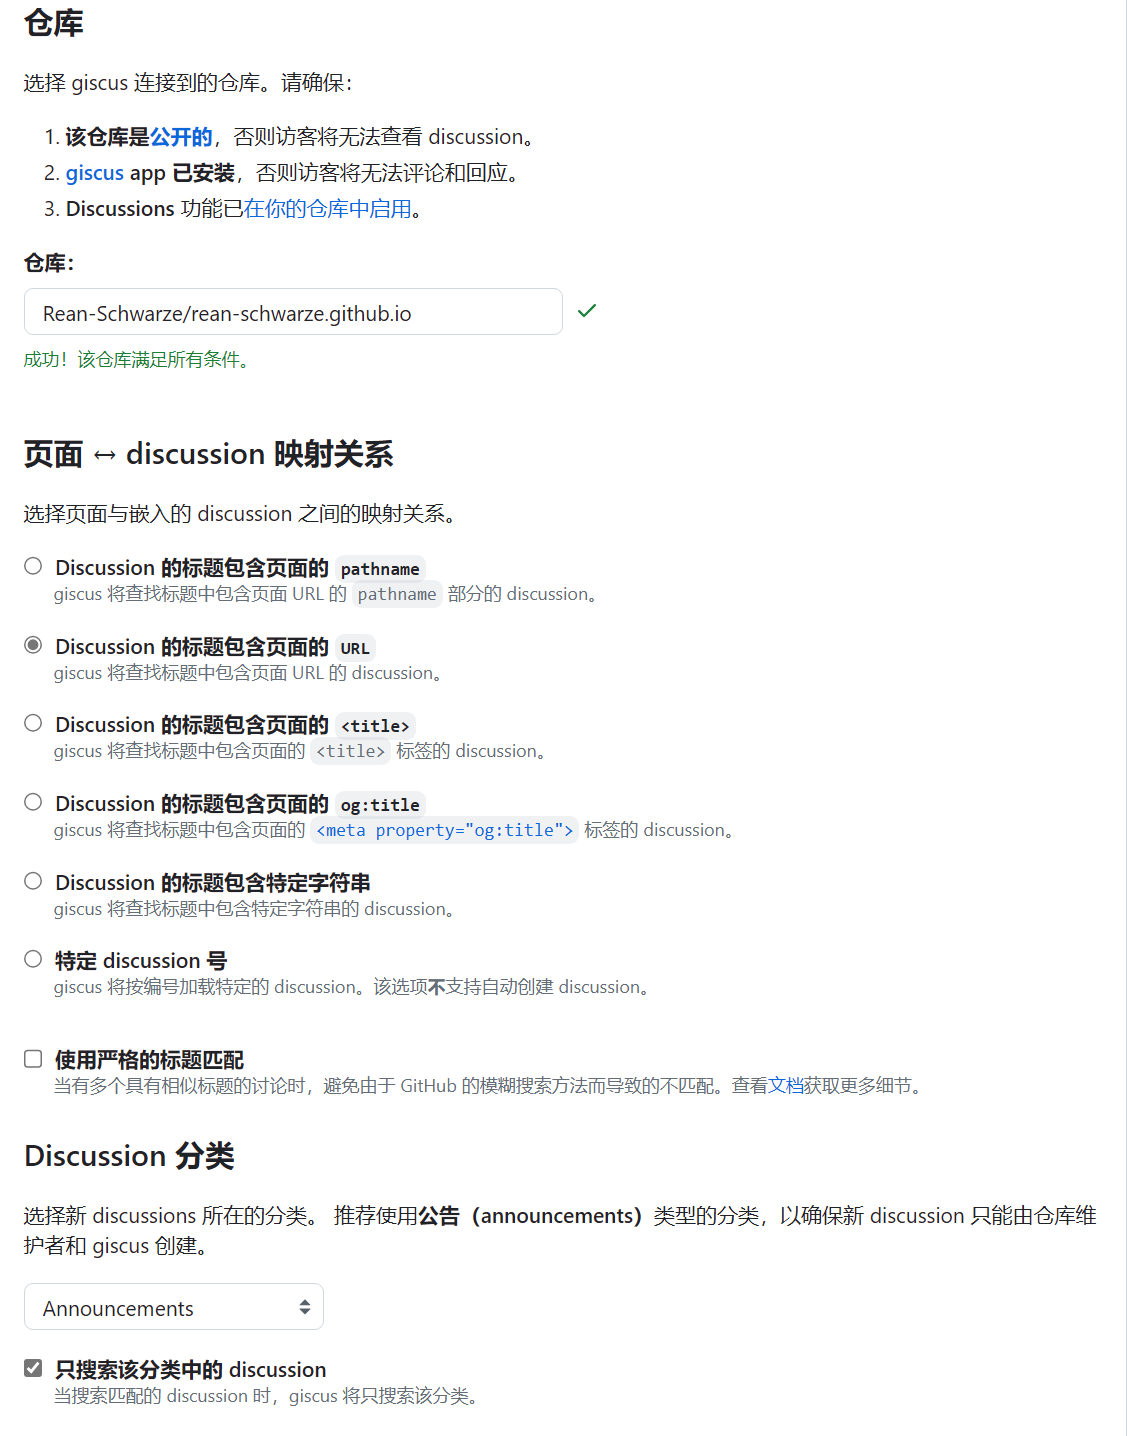 仓库
选择 giscus 连接到的仓库。请确保：
1. 该仓库是公开的，否则访客将无法查看 discussion。
2. giscus app 已安装，否则访客将无法评论和回应。
3. Discussions 功能已在你的仓库中启用。
仓库：
Rean-Schwarze/rean-schwarze.github.io
成功！该仓库满足所有条件。
页面 ↔ discussion 映射关系
选择页面与嵌入的 discussion 之间的映射关系。
Discussion 的标题包含页面的 pathname
giscus 将查找标题中包含页面 URL 的 pathname 部分的 discussion。
Discussion 的标题包含页面的 URL
giscus 将查找标题中包含页面 URL 的 discussion。
Discussion 的标题包含页面的 <title>
giscus 将查找标题中包含页面的 <title> 标签的 discussion。
Discussion 的标题包含页面的 og:title
giscus 将查找标题中包含页面的 <meta property="og:title"> 标签的 discussion。
Discussion 的标题包含特定字符串
giscus 将查找标题中包含特定字符串的 discussion。
特定 discussion 号
giscus 将按编号加载特定的 discussion。该选项不支持自动创建 discussion。
使用严格的标题匹配
当有多个具有相似标题的讨论时，避免由于 GitHub 的模糊搜索方法而导致的不匹配。查看文档获取更多细节。
Discussion 分类
选择新 discussions 所在的分类。 推荐使用公告（announcements）类型的分类，以确保新 discussion 只能由仓库维
护者和 giscus 创建。
Announcements
只搜索该分类中的 discussion
当搜索匹配的 discussion 时，giscus 将只搜索该分类。